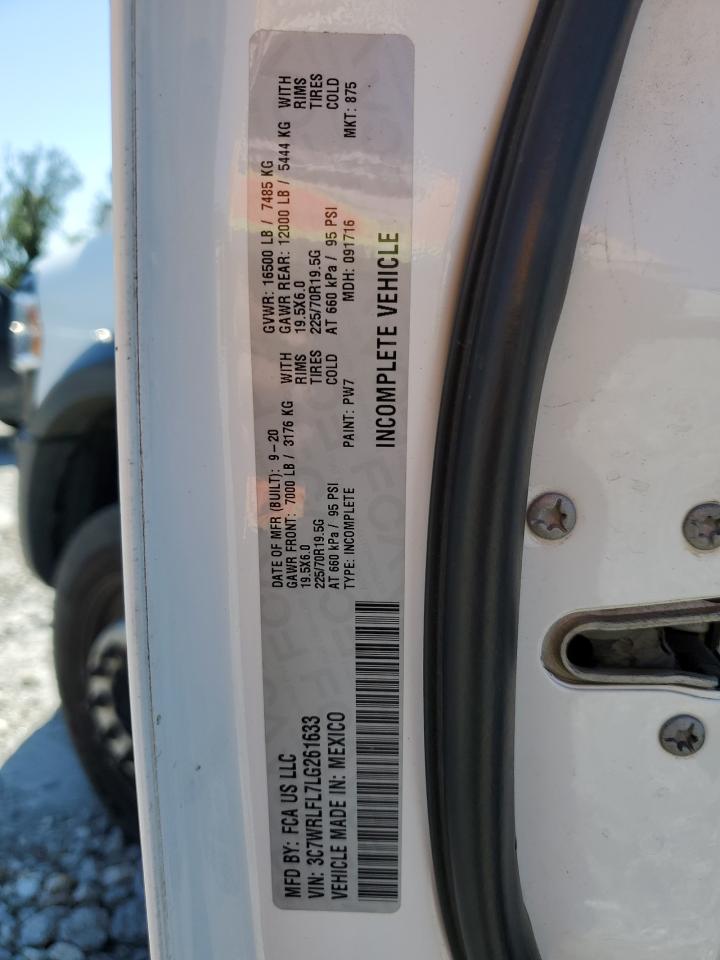 MFD BY: FCA US LLC
VIN: 3C7WRLFL7LG261633
VEHICLE MADE IN: MEXICO
DATE OF MFR (BUILT): 9-20
GAWR FRONT: 7000 LB / 3176 KG WITH
19.5X6.0 RIMS
225/70R19.5G TIRES
AT 660 kPa / 95 PSI COLD
TYPE: INCOMPLETE PAINT: PW7
GVWR: 16500 LB / 7485 KG
GAWR REAR: 12000 LB / 5444 KG WITH
19.5X6.0 RIMS
225/70R19.5G TIRES
AT 660 kPa / 95 PSI COLD
MDH: 091716 MKT: 875
INCOMPLETE VEHICLE